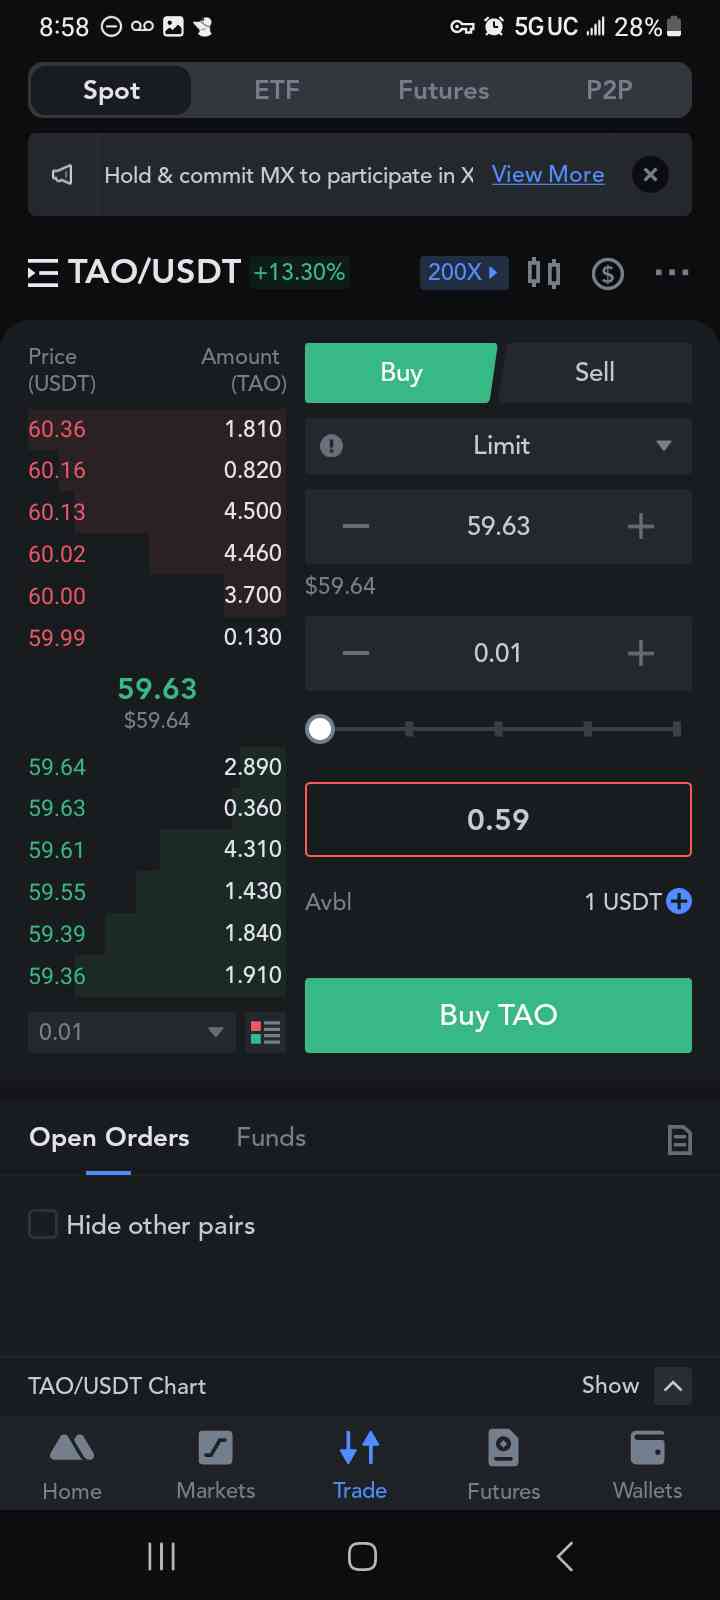 8:58 5G UC 28%
Spot ETF Futures P2P
Hold & commit MX to participate in X View More
TAO/USDT +13.30% 200X $
Price Amount
(USDT) (TAO)
Buy Sell
60.36 1.810
60.16 0.820
60.13 4.500
60.02 4.460
60.00 3.700
59.99 0.130
59.63
$59.64
59.64 2.890
59.63 0.360
59.61 4.310
59.55 1.430
59.39 1.840
59.36 1.910
0.01
Limit
59.63
$59.64
0.01
0.59
Avbl 1 USDT
Buy TAO
Open Orders Funds
Hide other pairs
TAO/USDT Chart Show
Home Markets Trade Futures Wallets